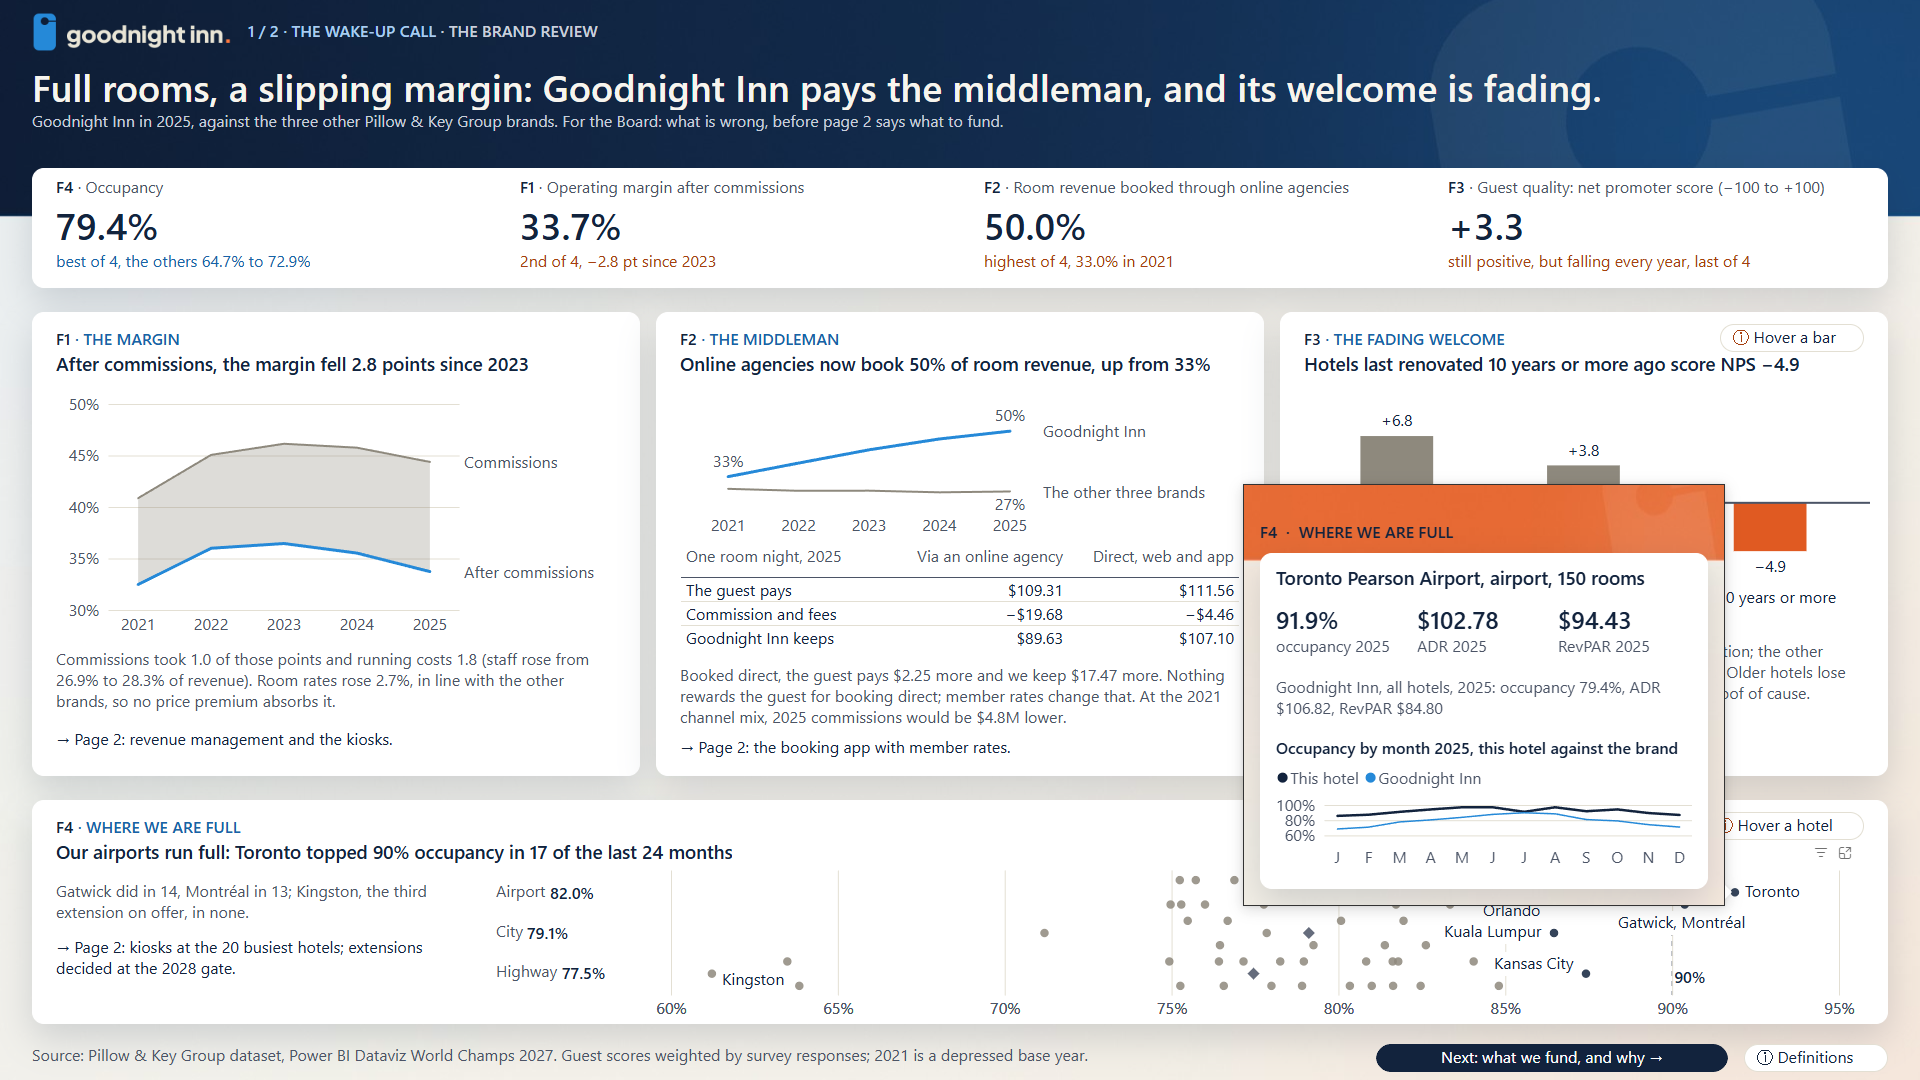 goodnight inn.
1 / 2 · THE WAKE-UP CALL · THE BRAND REVIEW
Full rooms, a slipping margin: Goodnight Inn pays the middleman, and its welcome is fading.
Goodnight Inn in 2025, against the three other Pillow & Key Group brands. For the Board: what is wrong, before page 2 says what to fund.
F4 · Occupancy
79.4%
best of 4, the others 64.7% to 72.9%
F1 · Operating margin after commissions
33.7%
2nd of 4, −2.8 pt since 2023
F2 · Room revenue booked through online agencies
50.0%
highest of 4, 33.0% in 2021
F3 · Guest quality: net promoter score (−100 to +100)
+3.3
still positive, but falling every year, last of 4
F1 · THE MARGIN
After commissions, the margin fell 2.8 points since 2023
50%
45%
40%
35%
30%
Commissions
After commissions
2021 2022 2023 2024 2025
Commissions took 1.0 of those points and running costs 1.8 (staff rose from
26.9% to 28.3% of revenue). Room rates rose 2.7%, in line with the other
brands, so no price premium absorbs it.
→ Page 2: revenue management and the kiosks.
F2 · THE MIDDLEMAN
Online agencies now book 50% of room revenue, up from 33%
50%
Goodnight Inn
33%
The other three brands
27%
2021 2022 2023 2024 2025
One room night, 2025 Via an online agency Direct, web and app
The guest pays $109.31 $111.56
Commission and fees −$19.68 −$4.46
Goodnight Inn keeps $89.63 $107.10
Booked direct, the guest pays $2.25 more and we keep $17.47 more. Nothing
rewards the guest for booking direct; member rates change that. At the 2021
channel mix, 2025 commissions would be $4.8M lower.
→ Page 2: the booking app with member rates.
F3 · THE FADING WELCOME
Hover a bar
Hotels last renovated 10 years or more ago score NPS −4.9
+6.8
+3.8
−4.9
0 years or more
tion; the other
Older hotels lose
oof of cause.
F4 · WHERE WE ARE FULL
Toronto Pearson Airport, airport, 150 rooms
91.9% $102.78 $94.43
occupancy 2025 ADR 2025 RevPAR 2025
Goodnight Inn, all hotels, 2025: occupancy 79.4%, ADR
$106.82, RevPAR $84.80
Occupancy by month 2025, this hotel against the brand
This hotel Goodnight Inn
100%
80%
60%
J F M A M J J A S O N D
F4 · WHERE WE ARE FULL
Hover a hotel
Our airports run full: Toronto topped 90% occupancy in 17 of the last 24 months
Gatwick did in 14, Montréal in 13; Kingston, the third
extension on offer, in none.
→ Page 2: kiosks at the 20 busiest hotels; extensions
decided at the 2028 gate.
Airport 82.0%
City 79.1%
Highway 77.5%
Toronto
Orlando
Gatwick, Montréal
Kuala Lumpur
Kansas City
Kingston
90%
60% 65% 70% 75% 80% 85% 90% 95%
Source: Pillow & Key Group dataset, Power BI Dataviz World Champs 2027. Guest scores weighted by survey responses; 2021 is a depressed base year.
Next: what we fund, and why →
Definitions